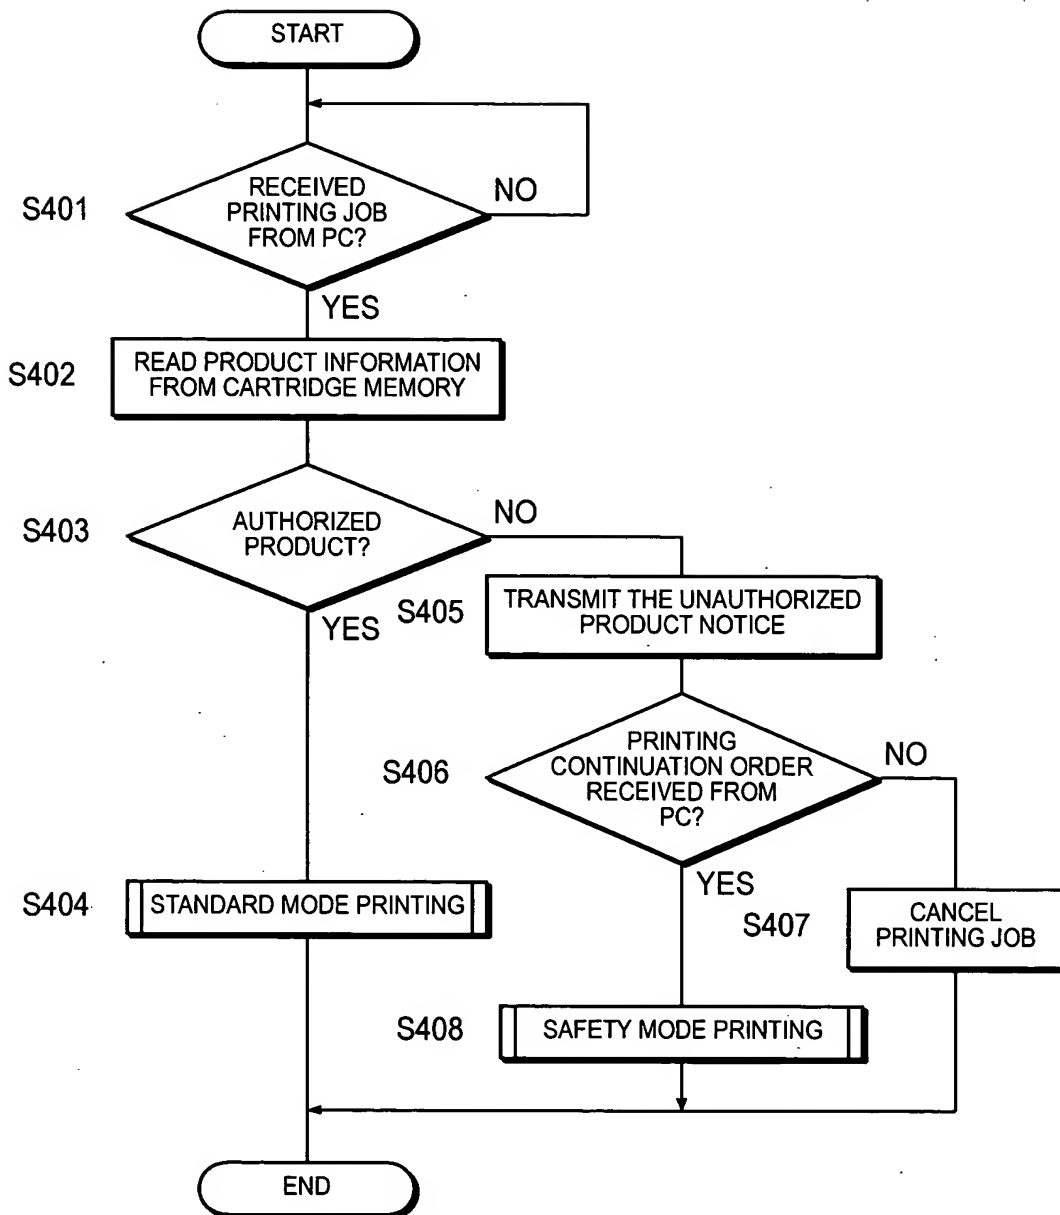 START
S401
RECEIVED
PRINTING JOB
FROM PC?
NO
YES
S402
READ PRODUCT INFORMATION
FROM CARTRIDGE MEMORY
S403
AUTHORIZED
PRODUCT?
NO
YES
S405
TRANSMIT THE UNAUTHORIZED
PRODUCT NOTICE
S406
PRINTING
CONTINUATION ORDER
RECEIVED FROM
PC?
NO
YES
S404
STANDARD MODE PRINTING
S407
CANCEL
PRINTING JOB
S408
SAFETY MODE PRINTING
END